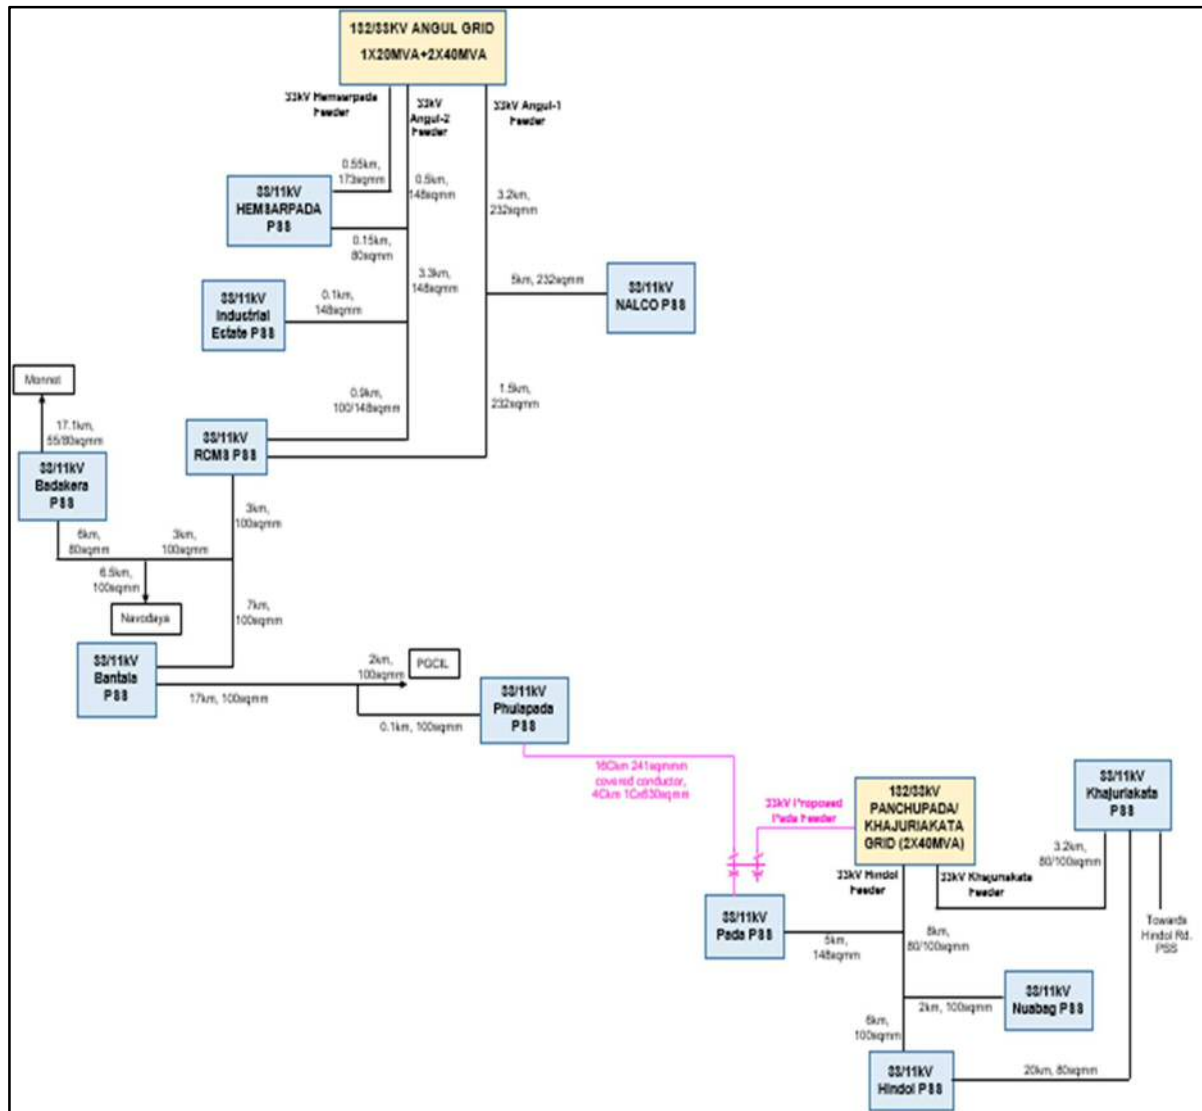 132/33KV ANGUL GRID
1X20MVA+2X40MVA
33kV Hemsarpada
Feeder
33kV
Angul-2
Feeder
33kV Angul-1
Feeder
0.55km,
173sqmm
0.5km,
148sqmm
3.2km,
232sqmm
33/11kV
HEMSARPADA
PSS
0.15km,
80sqmm
3.3km,
148sqmm
5km, 232sqmm
33/11kV
NALCO PSS
33/11kV
Industrial
Estate PSS
0.1km,
148sqmm
Mannat
0.9km,
100/148sqmm
1.5km,
232sqmm
17.1km,
55/80sqmm
33/11kV
RCMS PSS
33/11kV
Badakera
PSS
3km,
100sqmm
6km,
80sqmm
3km,
100sqmm
6.5km,
100sqmm
Navodaya
7km,
100sqmm
33/11kV
Bantala
PSS
2km,
100sqmm
PGCIL
17km, 100sqmm
0.1km, 100sqmm
33/11kV
Phulapada
PSS
16Ckm 241sqmm
covered conductor,
4Ckm 1Cx630sqmm
33kV Proposed
Pada Feeder
132/33kV
PANCHUPADA/
KHAJURIAKATA
GRID (2X40MVA)
33/11kV
Khajuriakata
PSS
3.2km,
80/100sqmm
33kV Hindol
Feeder
33kV Khajuriakata
Feeder
33/11kV
Pada PSS
5km,
148sqmm
8km,
80/100sqmm
Towards
Hindol Rd.
PSS
33/11kV
Nuabag PSS
2km, 100sqmm
6km,
100sqmm
33/11kV
Hindol PSS
20km, 80sqmm